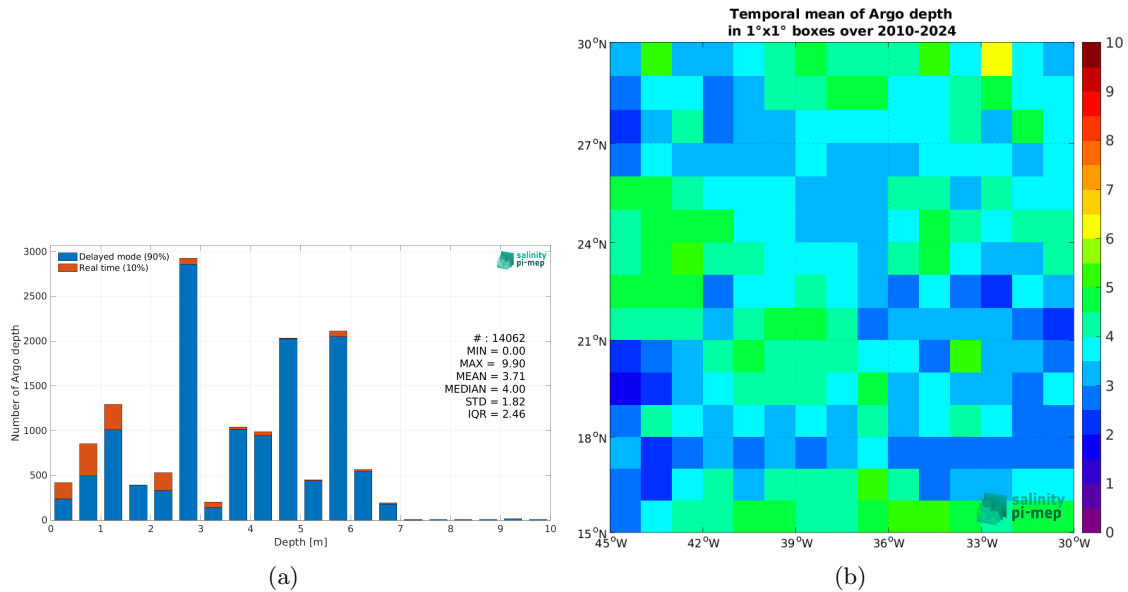 Delayed mode (90%)
Real time (10%)
salinity
pi-mep
3000
2500
2000
1500
1000
500
0
Number of Argo depth
# : 14062
MIN = 0.00
MAX = 9.90
MEAN = 3.71
MEDIAN = 4.00
STD = 1.82
IQR = 2.46
0 1 2 3 4 5 6 7 8 9 10
Depth [m]
(a)
Temporal mean of Argo depth
in 1°x1° boxes over 2010-2024
30°N
27°N
24°N
21°N
18°N
15°N
45°W 42°W 39°W 36°W 33°W 30°W
salinity
pi-mep
10
9
8
7
6
5
4
3
2
1
0
(b)